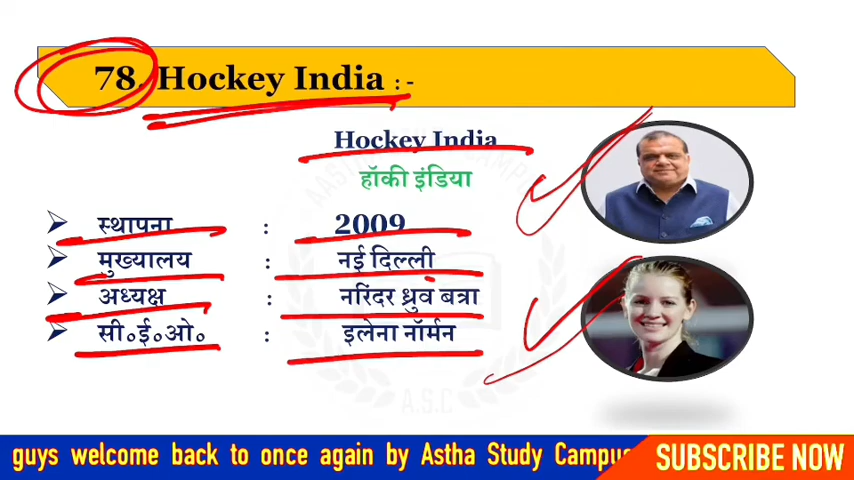 78. Hockey India :-
Hockey India
हॉकी इंडिया
➢ स्थापना : 2009
➢ मुख्यालय : नई दिल्ली
➢ अध्यक्ष : नरिंदर ध्रुव बत्रा
➢ सी०ई०ओ० : इलेना नॉर्मन
A.S.C
guys welcome back to once again by Astha Study Campus
SUBSCRIBE NOW